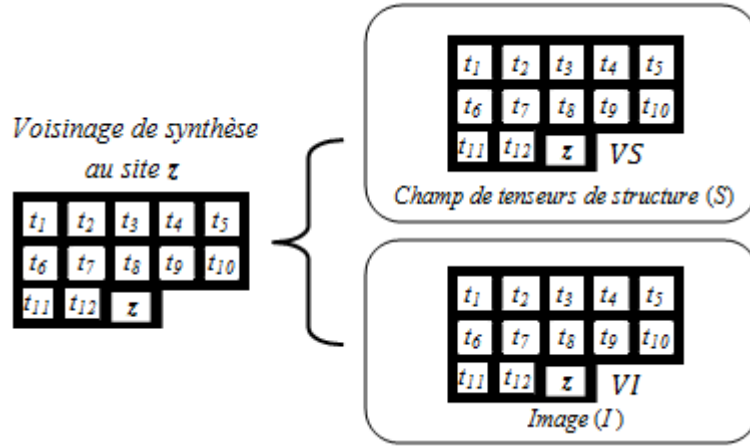 Voisinage de synthèse
au site z
t1 t2 t3 t4 t5
t6 t7 t8 t9 t10
t11 t12 z
t1 t2 t3 t4 t5
t6 t7 t8 t9 t10
t11 t12 z VS
Champ de tenseurs de structure (S)
t1 t2 t3 t4 t5
t6 t7 t8 t9 t10
t11 t12 z VI
Image (I)